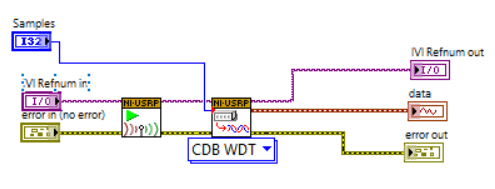 Samples
I32
IVI Refnum in
I/O
error in (no error)
NI-USRP
NI-USRP
CDB WDT
IVI Refnum out
I/O
data
error out